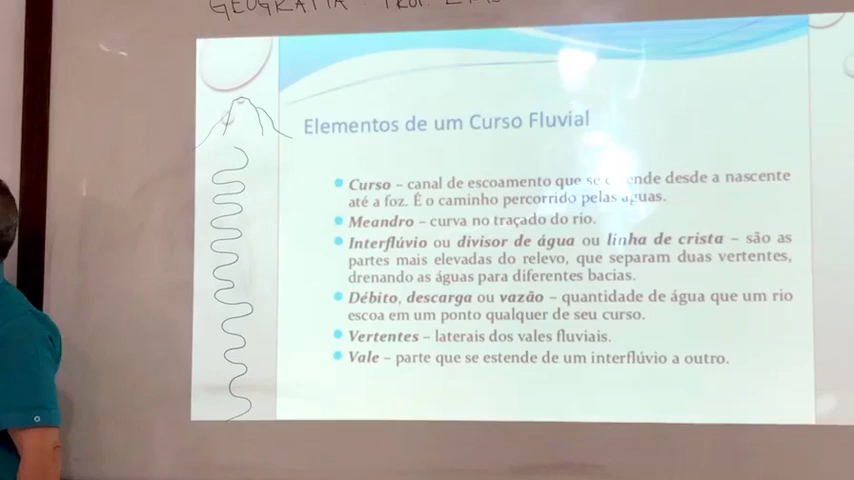 GEOGRAFIA
Elementos de um Curso Fluvial
Curso – canal de escoamento que se desde a nascente
até a foz. É o caminho percorrido pelas águas.
Meandro – curva no traçado do rio.
Interflúvio ou divisor de água ou linha de crista – são as
partes mais elevadas do relevo, que separam duas vertentes,
drenando as águas para diferentes bacias.
Débito, descarga ou vazão – quantidade de água que um rio
escoa em um ponto qualquer de seu curso.
Vertentes – laterais dos vales fluviais.
Vale – parte que se estende de um interflúvio a outro.